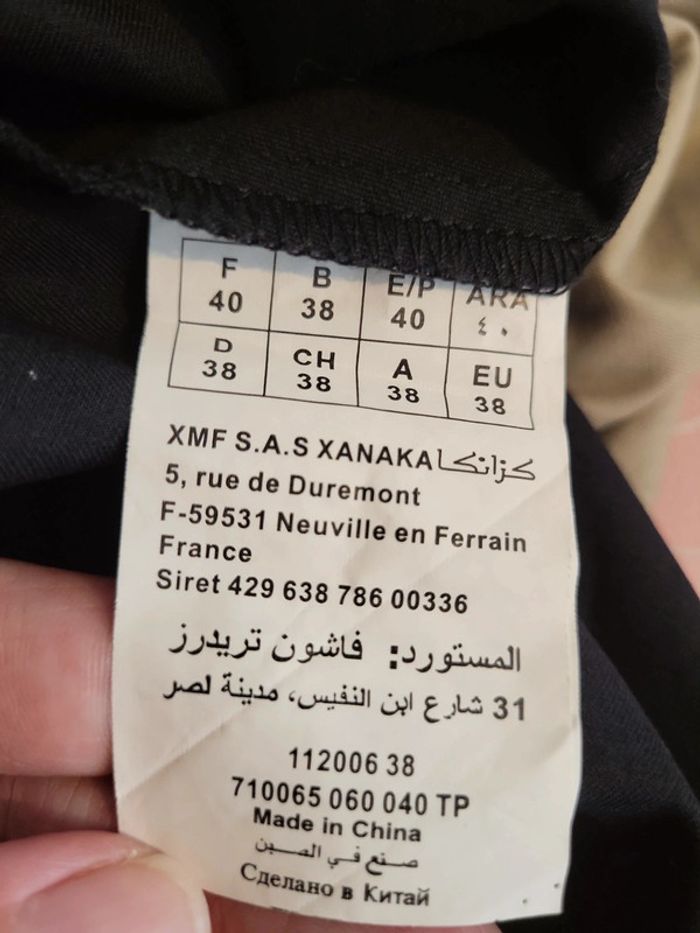 F B E/P ARA
40 38 40 ٤٠
D CH A EU
38 38 38 38
XMF S.A.S XANAKA كزانكا
5, rue de Duremont
F-59531 Neuville en Ferrain
France
Siret 429 638 786 00336
المستورد: فاشون تريدرز
31 شارع ابن النفيس، مدينة لصر
112006 38
710065 060 040 TP
Made in China
صنع في الصين
Сделано в Китай